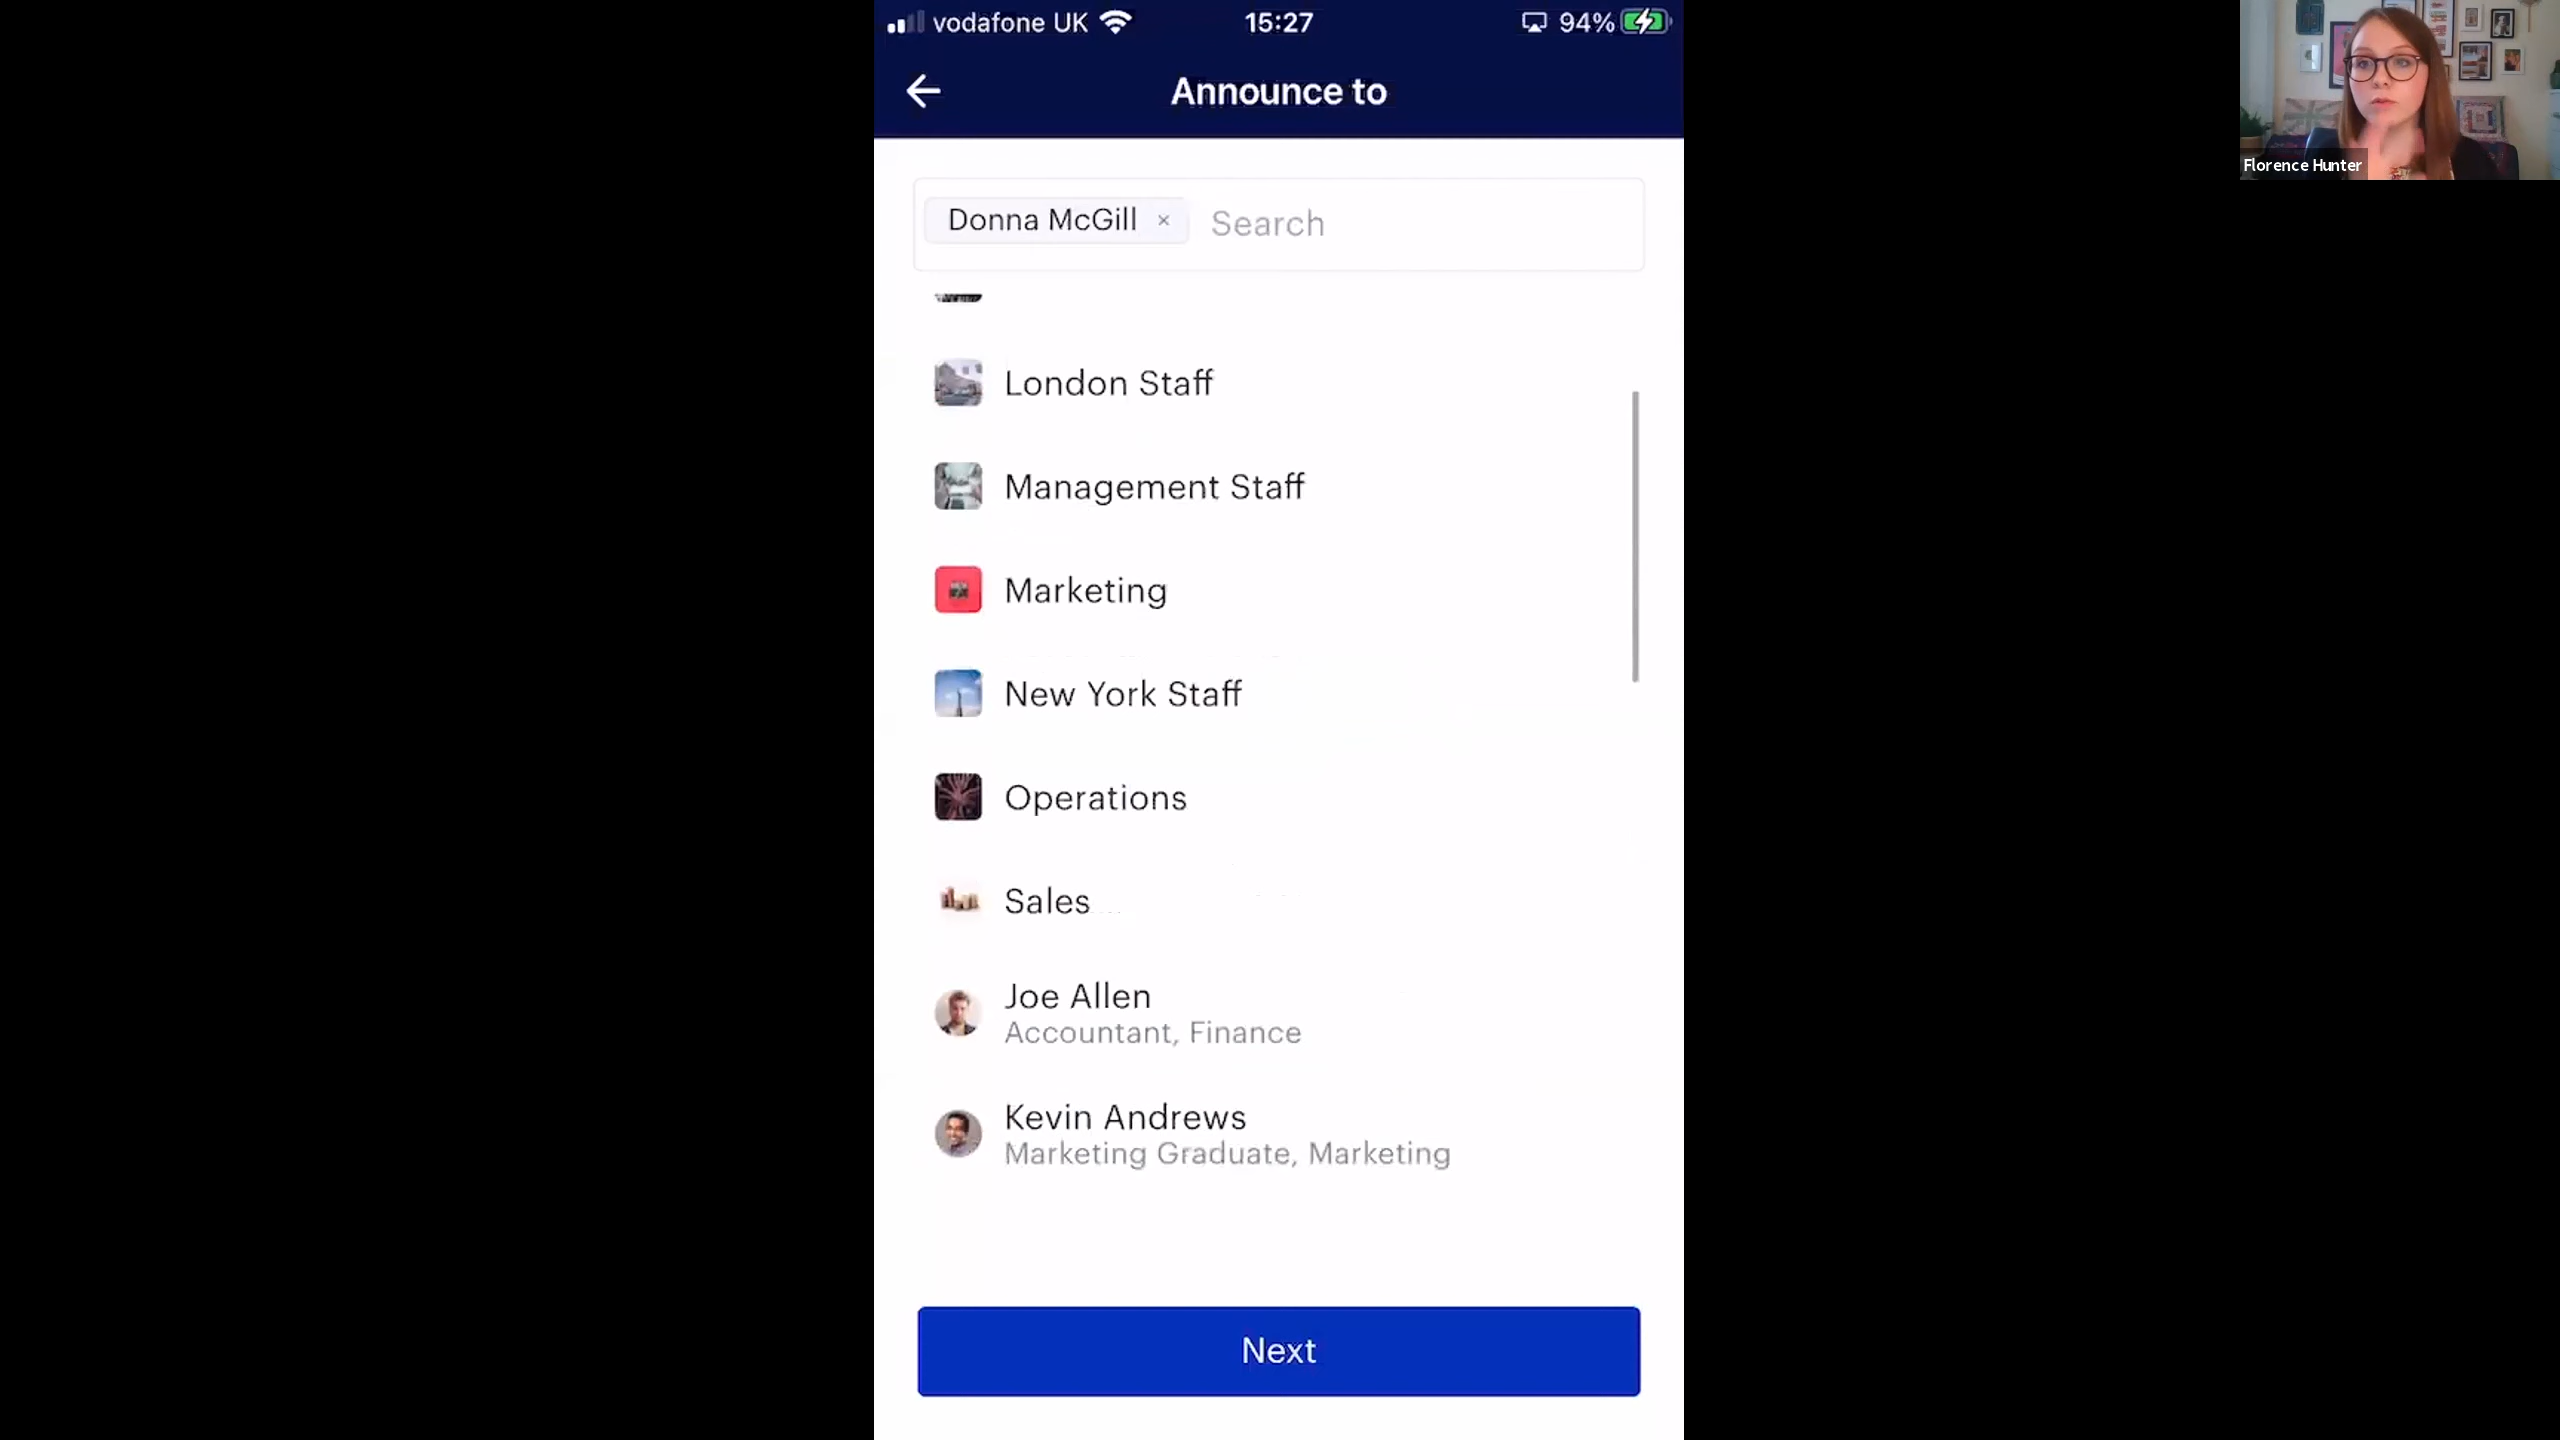 vodafone UK
15:27
94%
Announce to
Donna McGill ×
Search
London Staff
Management Staff
Marketing
New York Staff
Operations
Sales
Joe Allen
Accountant, Finance
Kevin Andrews
Marketing Graduate, Marketing
Next
Florence Hunter